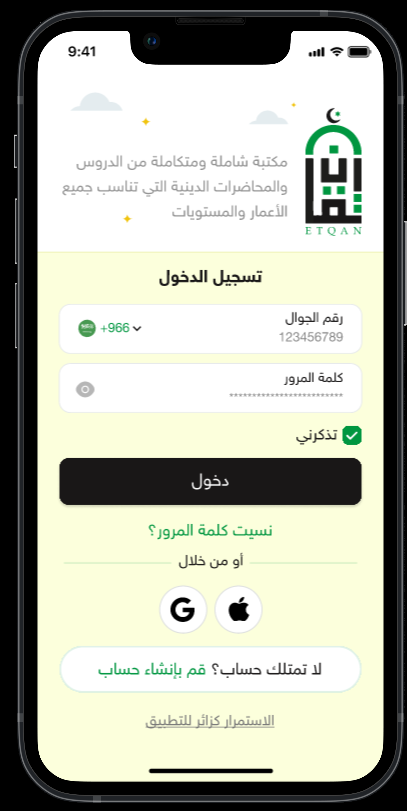 9:41
مكتبة شاملة ومتكاملة من الدروس
والمحاضرات الدينية التي تناسب جميع
الأعمار والمستويات
إتقان
ETQAN
تسجيل الدخول
رقم الجوال
123456789
+966
كلمة المرور
*************************
تذكرني
دخول
نسيت كلمة المرور؟
أو من خلال
G
لا تمتلك حساب؟ قم بإنشاء حساب
الاستمرار كزائر للتطبيق